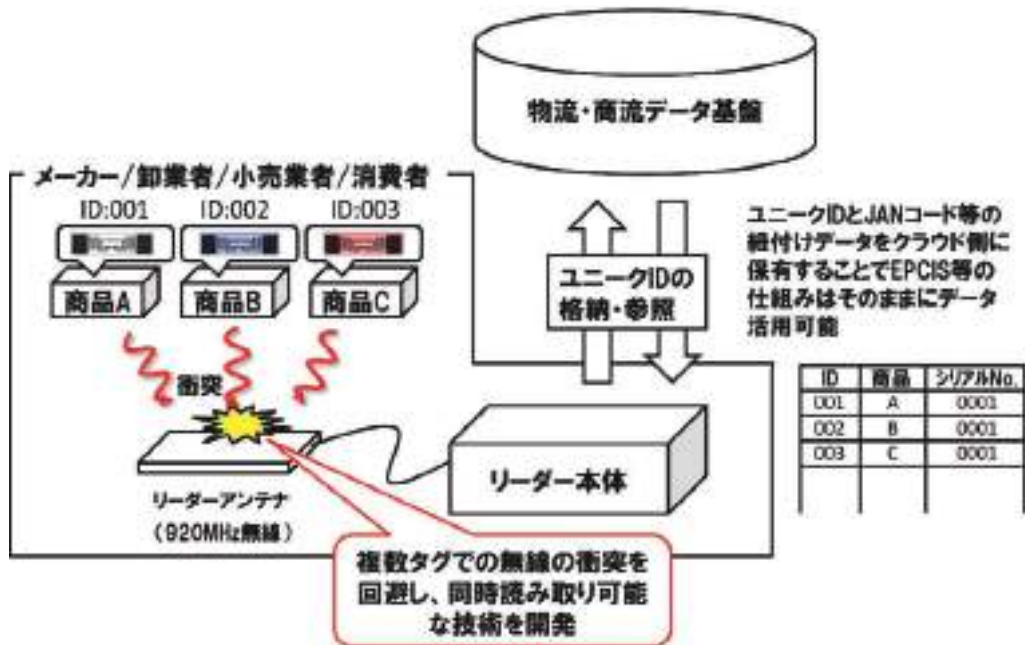 物流・商流データ基盤
メーカー/卸業者/小売業者/消費者
ID:001 ID:002 ID:003
商品A 商品B 商品C
衝突
リーダーアンテナ
（920MHz無線）
リーダー本体
ユニークIDの
格納・参照
ユニークIDとJANコード等の
紐付けデータをクラウド側に
保有することでEPCIS等の
仕組みはそのままにデータ
活用可能
ID 商品 シリアルNo.
001 A 0001
002 B 0001
003 C 0001
複数タグでの無線の衝突を
回避し、同時読み取り可能
な技術を開発